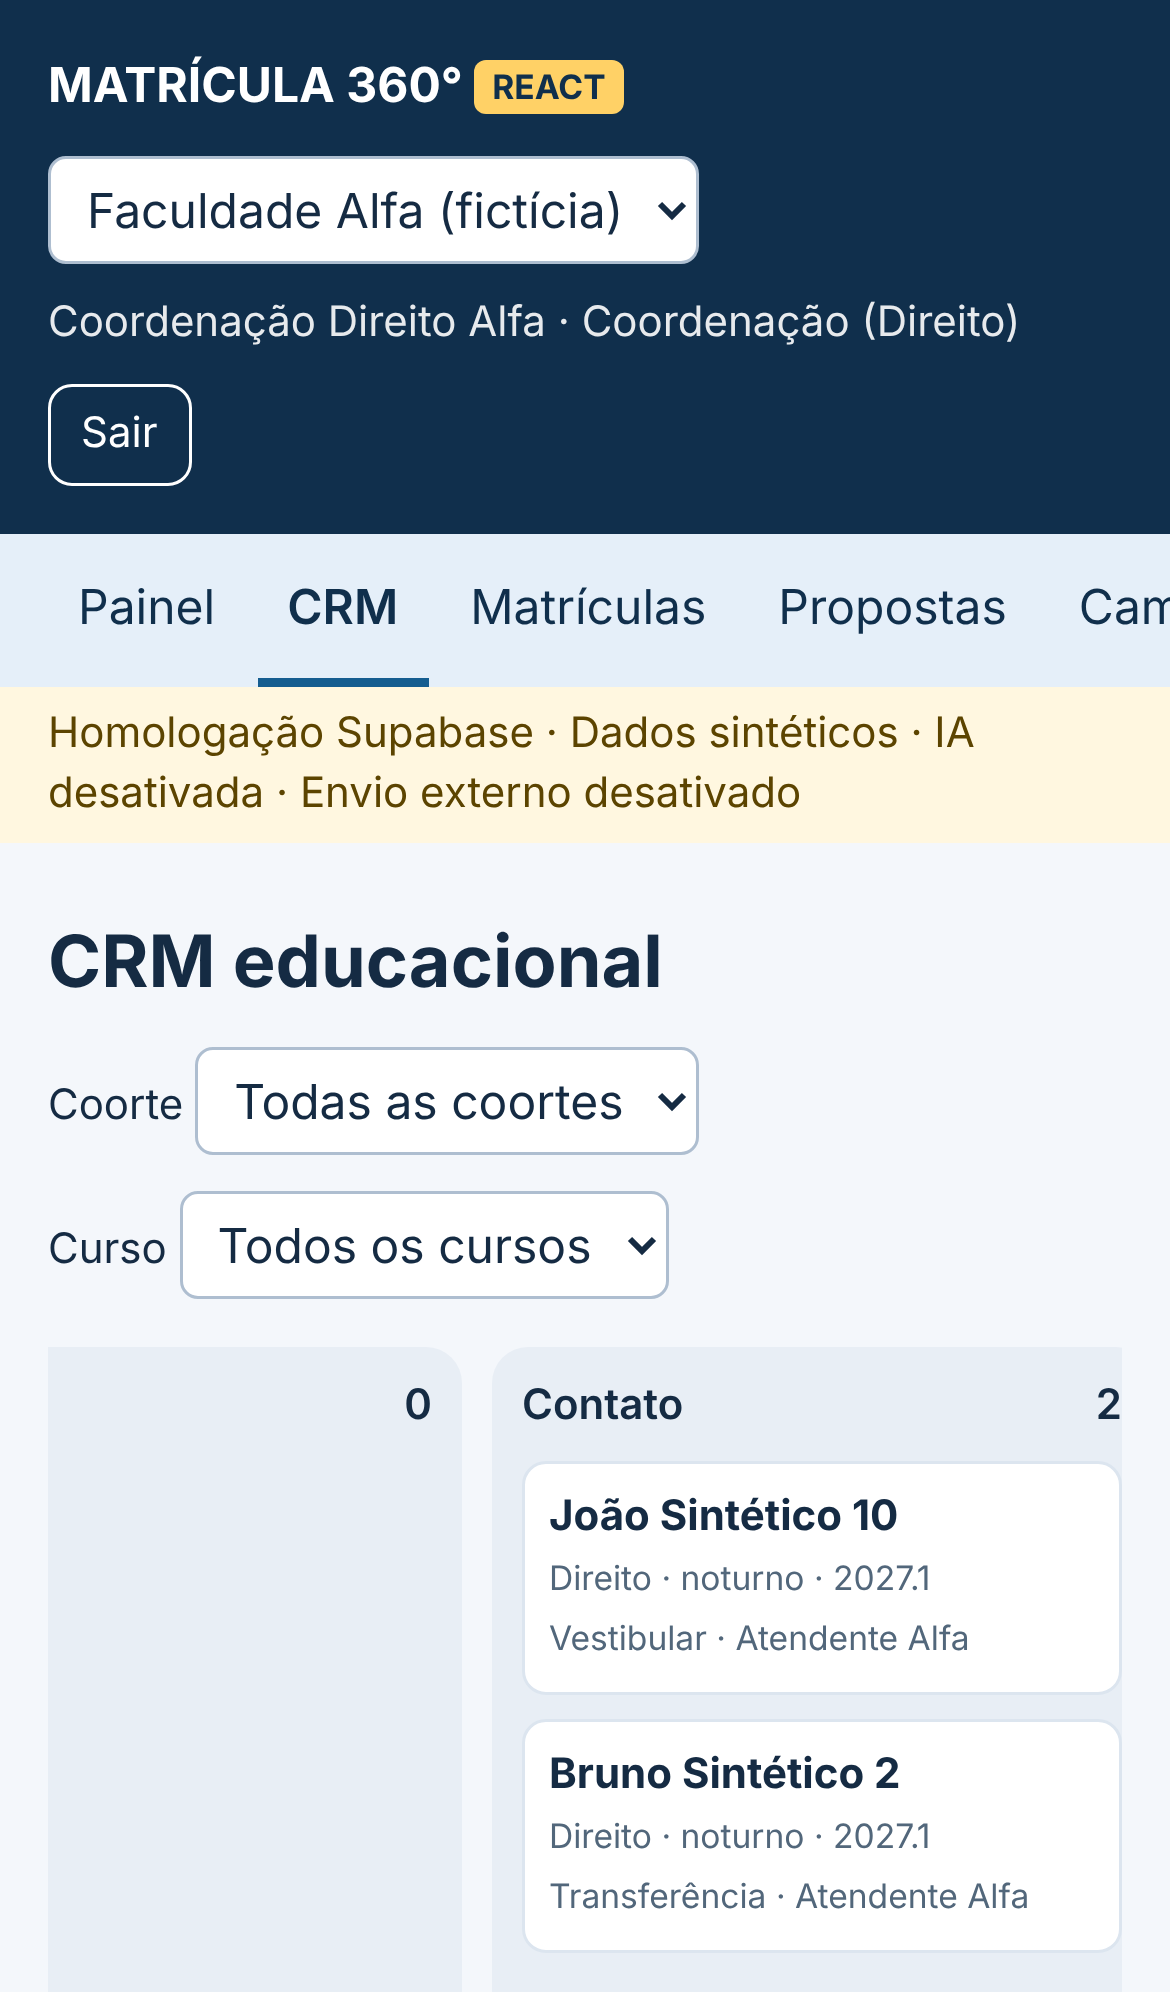 MATRÍCULA 360° REACT
Faculdade Alfa (fictícia)
Coordenação Direito Alfa · Coordenação (Direito)
Sair
Painel CRM Matrículas Propostas Cam
Homologação Supabase · Dados sintéticos · IA
desativada · Envio externo desativado
CRM educacional
Coorte Todas as coortes
Curso Todos os cursos
0 Contato 2
João Sintético 10
Direito · noturno · 2027.1
Vestibular · Atendente Alfa
Bruno Sintético 2
Direito · noturno · 2027.1
Transferência · Atendente Alfa